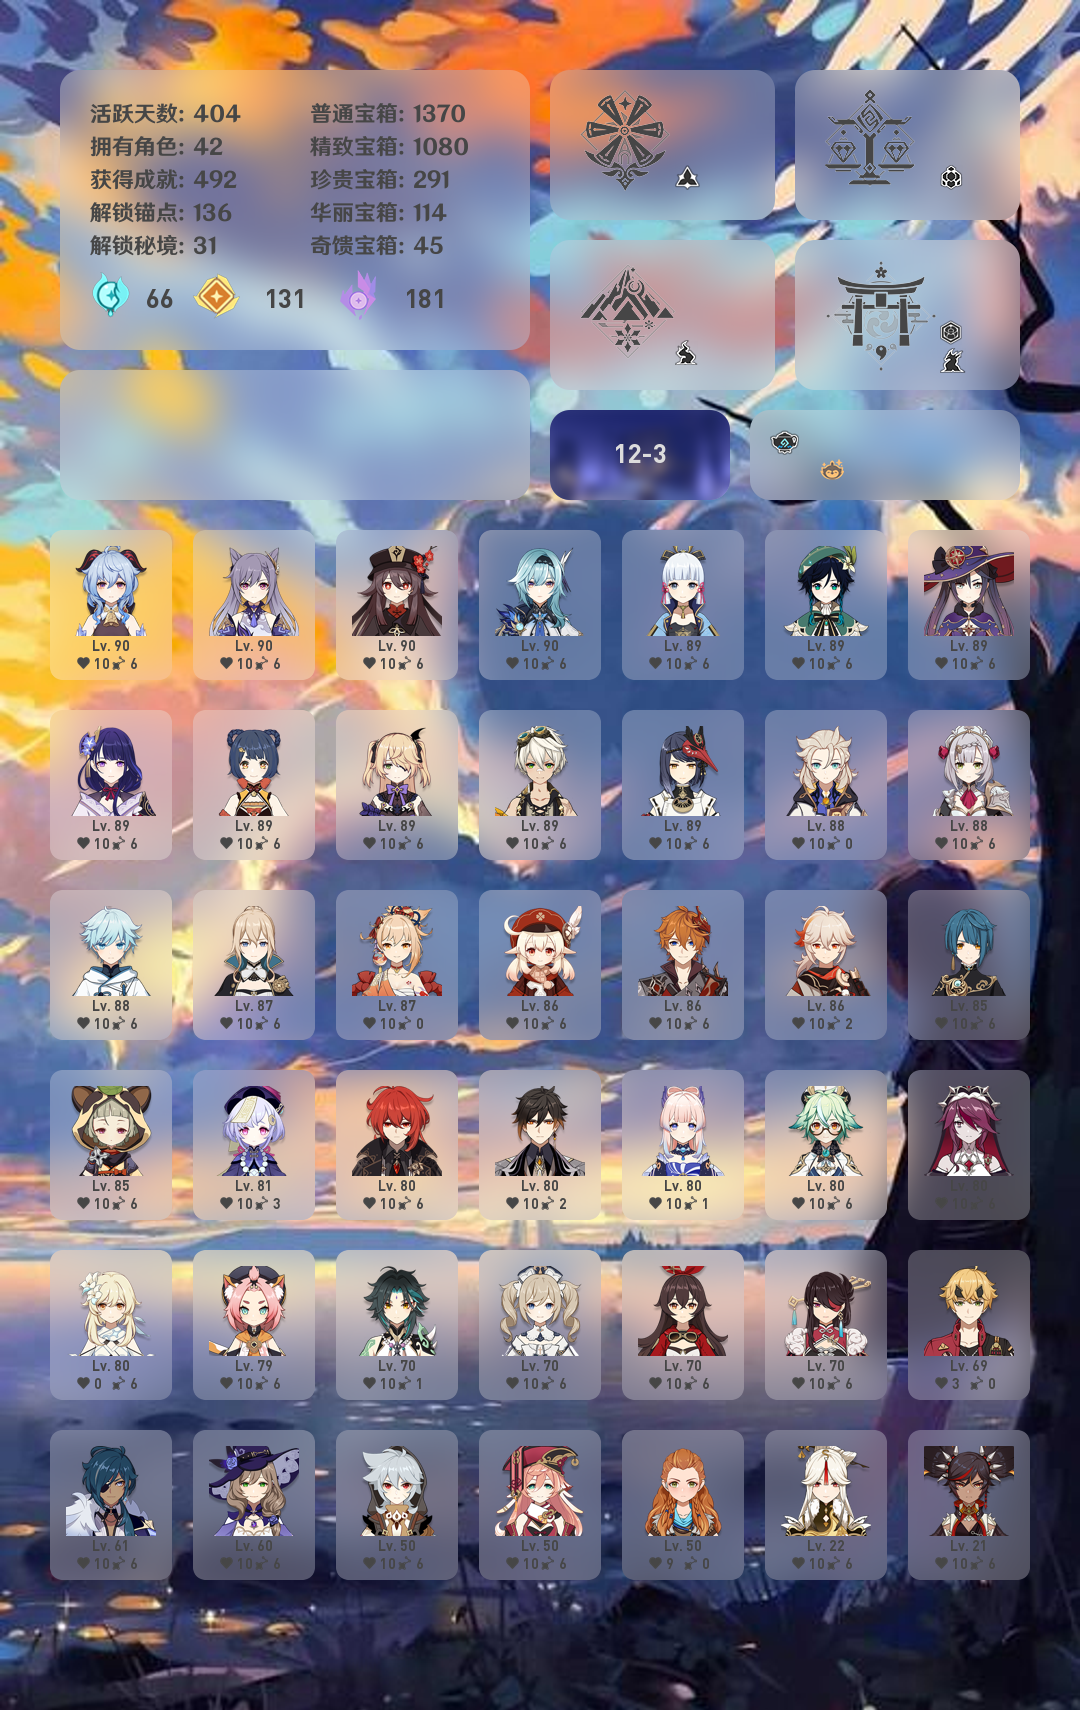 活跃天数: 404 普通宝箱: 1370
拥有角色: 42 精致宝箱: 1080
获得成就: 492 珍贵宝箱: 291
解锁锚点: 136 华丽宝箱: 114
解锁秘境: 31 奇馈宝箱: 45
66 131 181
12-3
Lv. 90 Lv. 90 Lv. 90 Lv. 90 Lv. 89 Lv. 89 Lv. 89
10 6 10 6 10 6 10 6 10 6 10 6 10 6
Lv. 89 Lv. 89 Lv. 89 Lv. 89 Lv. 89 Lv. 88 Lv. 88
10 6 10 6 10 6 10 6 10 6 10 0 10 6
Lv. 88 Lv. 87 Lv. 87 Lv. 86 Lv. 86 Lv. 86 Lv. 85
10 6 10 6 10 0 10 6 10 6 10 2 10 6
Lv. 85 Lv. 81 Lv. 80 Lv. 80 Lv. 80 Lv. 80
10 6 10 3 10 6 10 2 10 1 10 6
Lv. 80 Lv. 79 Lv. 70 Lv. 70 Lv. 70 Lv. 70 Lv. 69
0 6 10 6 10 1 10 6 10 6 10 6 3 0
Lv. 61 Lv. 60 Lv. 50 Lv. 50 Lv. 50 Lv. 22 Lv. 21
10 6 10 6 10 6 10 6 9 0 10 6 10 6